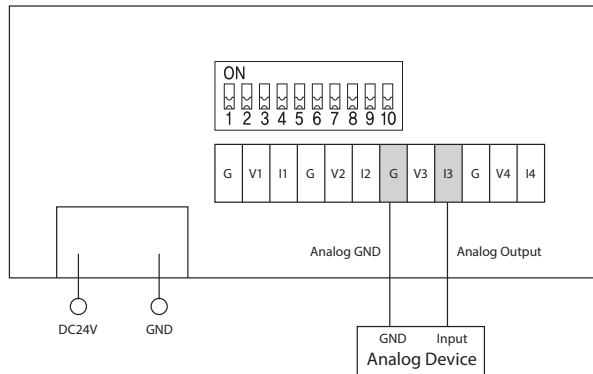 ON
1 2 3 4 5 6 7 8 9 10
G V1 I1 G V2 I2 G V3 I3 G V4 I4
Analog GND Analog Output
DC24V GND
GND Input
Analog Device